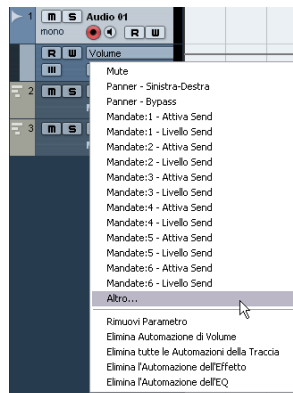 1 M S Audio 01
mono R W
R W Volume
Mute
Panner - Sinistra-Destra
Panner - Bypass
Mandate:1 - Attiva Send
Mandate:1 - Livello Send
Mandate:2 - Attiva Send
Mandate:2 - Livello Send
Mandate:3 - Attiva Send
Mandate:3 - Livello Send
Mandate:4 - Attiva Send
Mandate:4 - Livello Send
Mandate:5 - Attiva Send
Mandate:5 - Livello Send
Mandate:6 - Attiva Send
Mandate:6 - Livello Send
Altro...
Rimuovi Parametro
Elimina Automazione di Volume
Elimina tutte le Automazioni della Traccia
Elimina l'Automazione dell'Effetto
Elimina l'Automazione dell'EQ
2 M S
3 M S